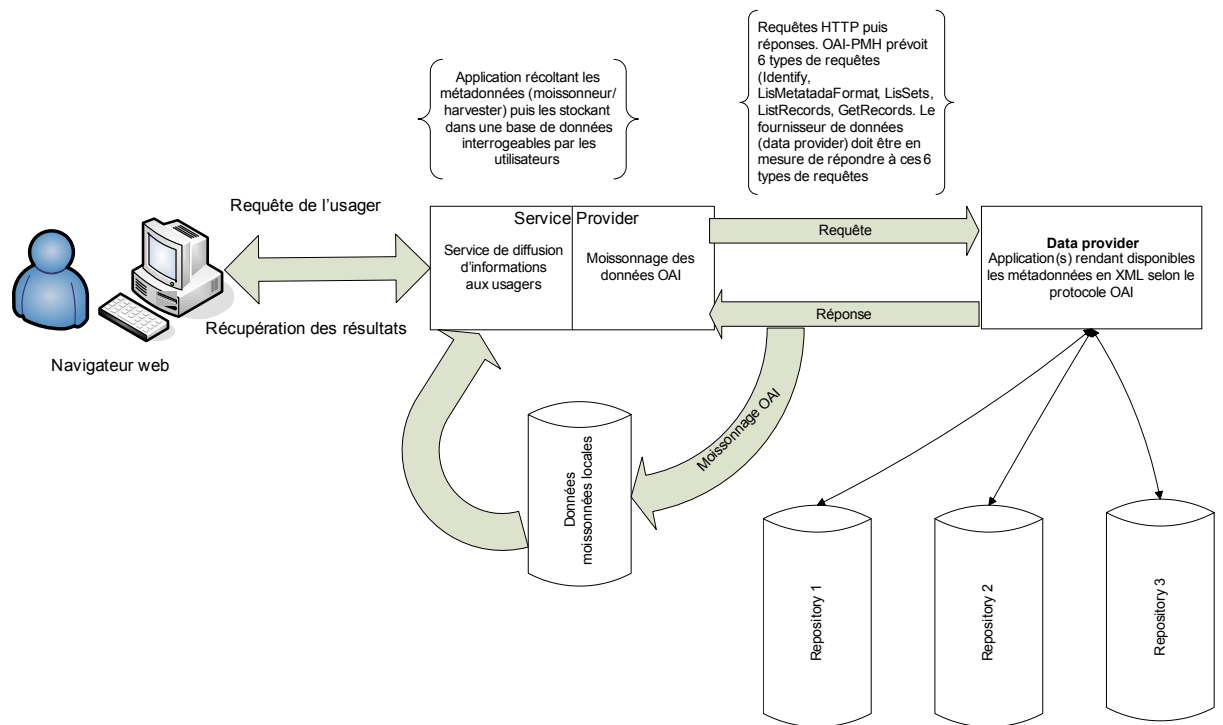 Requêtes HTTP puis
réponses. OAI-PMH prévoit
6 types de requêtes
(Identify,
LisMetatadaFormat, LisSets,
ListRecords, GetRecords. Le
fournisseur de données
(data provider) doit être en
mesure de répondre à ces 6
types de requêtes
Application récoltant les
métadonnées (moissoneur/
harvester) puis les stockant
dans une base de données
interrogeables par les
utilisateurs
Requête de l'usager
Récupération des résultats
Navigateur web
Service Provider
Service de diffusion
d'informations
aux usagers
Moissonnage des
données OAI
Requête
Réponse
Data provider
Application(s) rendant disponibles
les métadonnées en XML selon le
protocole OAI
Moissonnage OAI
Données
moissonnées locales
Repository 1
Repository 2
Repository 3